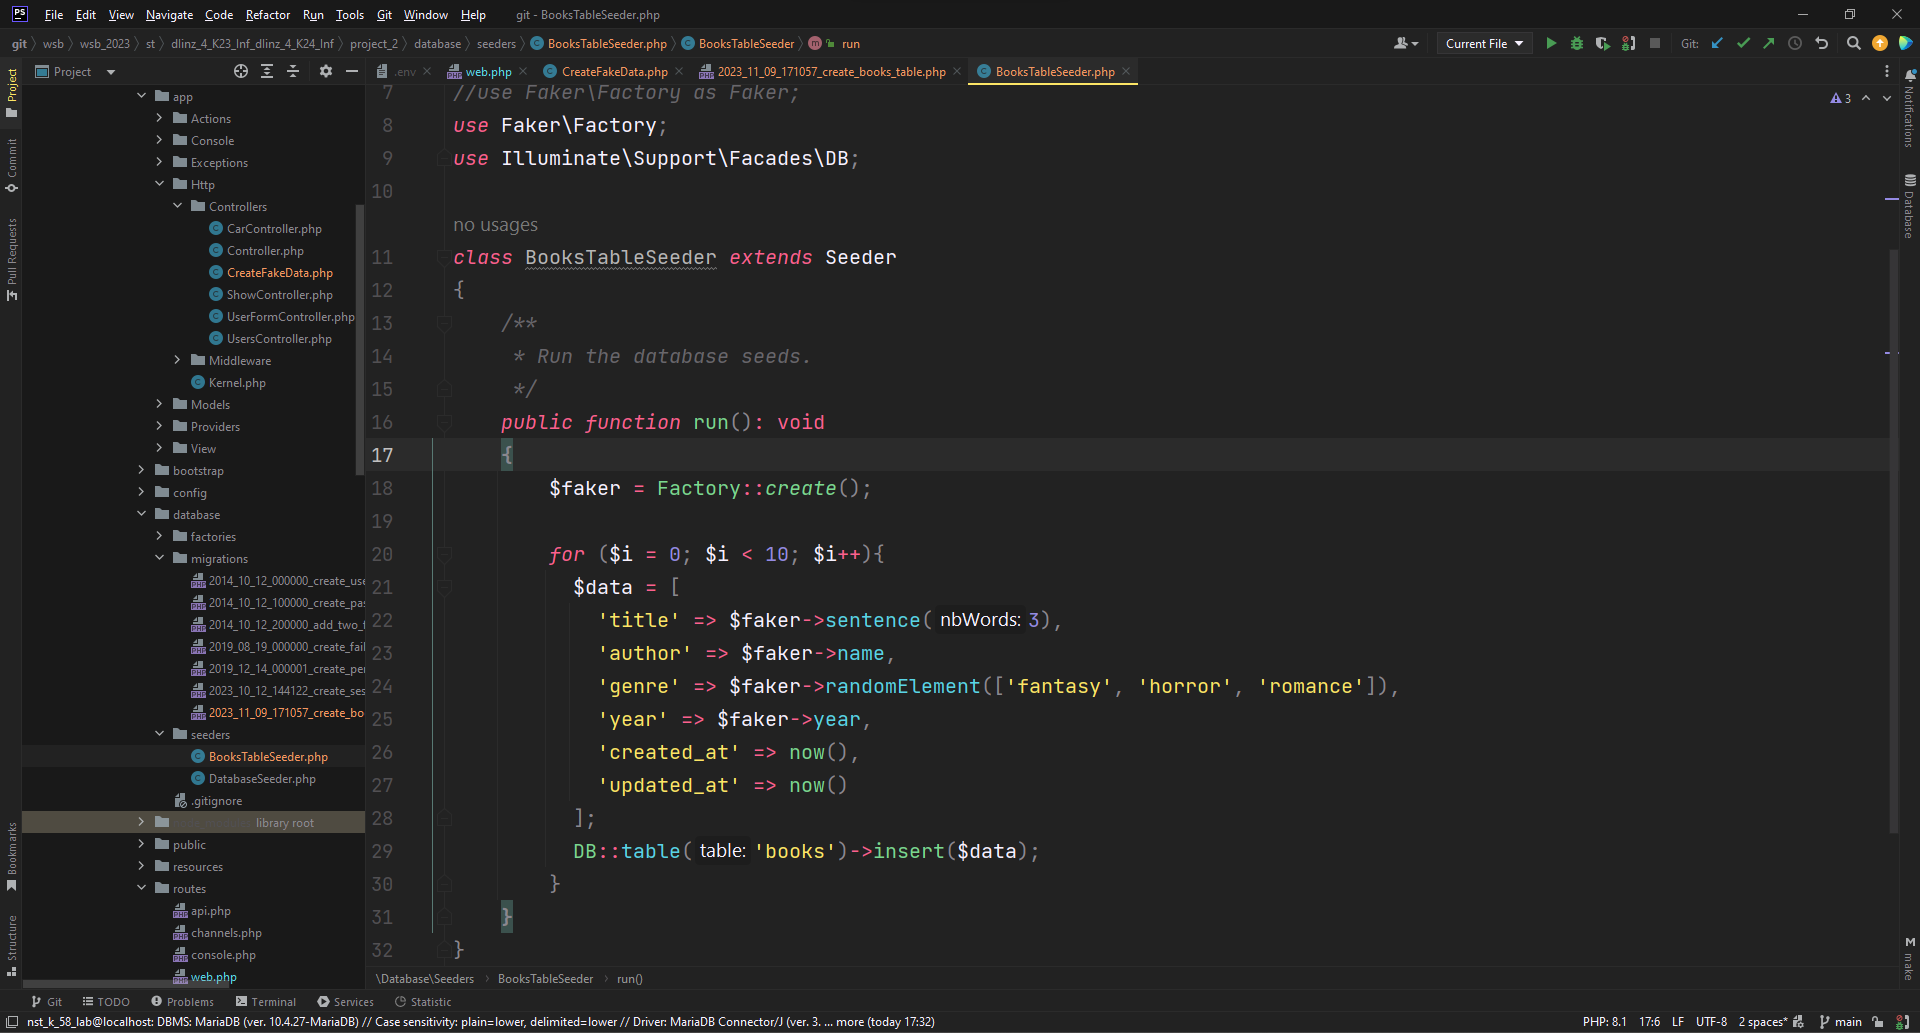 PS File Edit View Navigate Code Refactor Run Tools Git Window Help git - BooksTableSeeder.php
git wsb wsb_2023 st dlinz_4_K23_Inf_dlinz_4_K24_Inf project_2 database seeders BooksTableSeeder.php BooksTableSeeder m run
Current File Git:
Project .env web.php CreateFakeData.php 2023_11_09_171057_create_books_table.php BooksTableSeeder.php
Project
Commit
Pull Requests
Bookmarks
Structure
app
Actions
Console
Exceptions
Http
Controllers
CarController.php
Controller.php
CreateFakeData.php
ShowController.php
UserFormController.php
UsersController.php
Middleware
Kernel.php
Models
Providers
View
bootstrap
config
database
factories
migrations
2014_10_12_000000_create_use
2014_10_12_100000_create_pas
2014_10_12_200000_add_two_f
2019_08_19_000000_create_fail
2019_12_14_000001_create_per
2023_10_12_144122_create_ses
2023_11_09_171057_create_bo
seeders
BooksTableSeeder.php
DatabaseSeeder.php
.gitignore
library root
public
resources
routes
api.php
channels.php
console.php
web.php
7 //use Faker\Factory as Faker;
8 use Faker\Factory;
9 use Illuminate\Support\Facades\DB;
10
no usages
11 class BooksTableSeeder extends Seeder
12 {
13 /**
14 * Run the database seeds.
15 */
16 public function run(): void
17 {
18 $faker = Factory::create();
19
20 for ($i = 0; $i < 10; $i++){
21 $data = [
22 'title' => $faker->sentence( nbWords: 3),
23 'author' => $faker->name,
24 'genre' => $faker->randomElement(['fantasy', 'horror', 'romance']),
25 'year' => $faker->year,
26 'created_at' => now(),
27 'updated_at' => now()
28 ];
29 DB::table( table: 'books')->insert($data);
30 }
31 }
32 }
3
Notifications
Database
M make
\Database\Seeders BooksTableSeeder run()
Git TODO Problems Terminal Services Statistic
nst_k_58_lab@localhost: DBMS: MariaDB (ver. 10.4.27-MariaDB) // Case sensitivity: plain=lower, delimited=lower // Driver: MariaDB Connector/J (ver. 3. ... more (today 17:32) PHP: 8.1 17:6 LF UTF-8 2 spaces* main